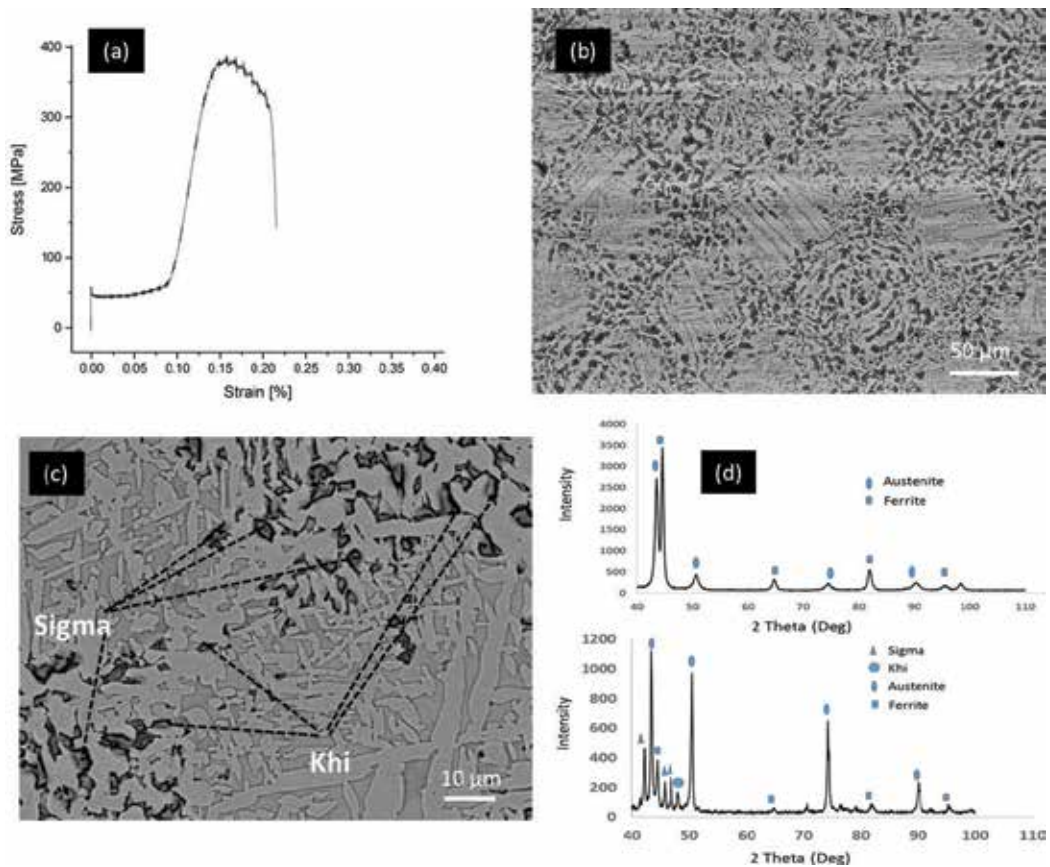 (a)
400
300
200
100
0
Stress [MPa]
0.00 0.05 0.10 0.15 0.20 0.25 0.30 0.35 0.40
Strain [%]
(b)
50 µm
(c)
Sigma
Khi
10 µm
(d)
4000
3500
3000
2500
2000
1500
1000
500
0
Intensity
Austenite
Ferrite
40 50 60 70 80 90 100 110
2 Theta (Deg)
1200
1000
800
600
400
200
0
Intensity
Sigma
Khi
Austenite
Ferrite
40 50 60 70 80 90 100 110
2 Theta (Deg)